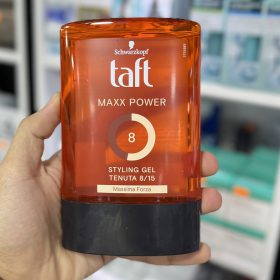 Schwarzkopf
taft
MAXX POWER
8
STYLING GEL
TENUTA 8/15
Massima Forza